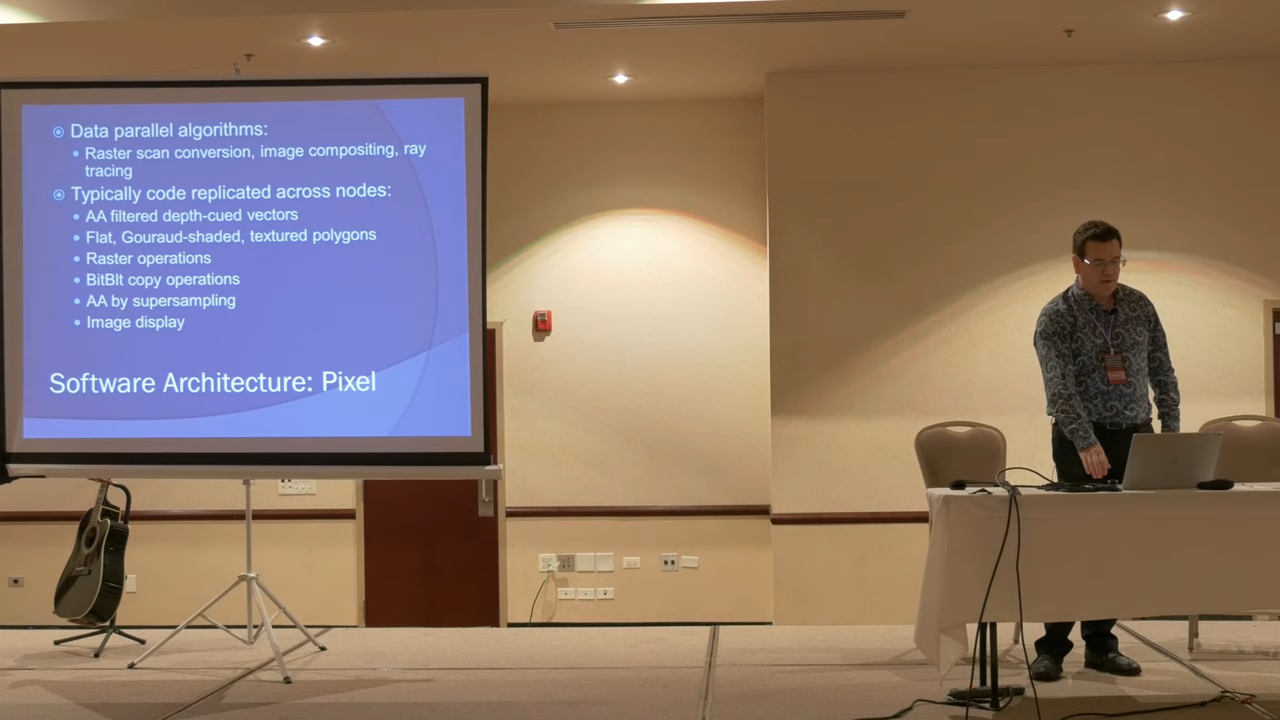 Data parallel algorithms:
Raster scan conversion, image compositing, ray
tracing
Typically code replicated across nodes:
AA filtered depth-cued vectors
Flat, Gouraud-shaded, textured polygons
Raster operations
BitBlt copy operations
AA by supersampling
Image display
Software Architecture: Pixel